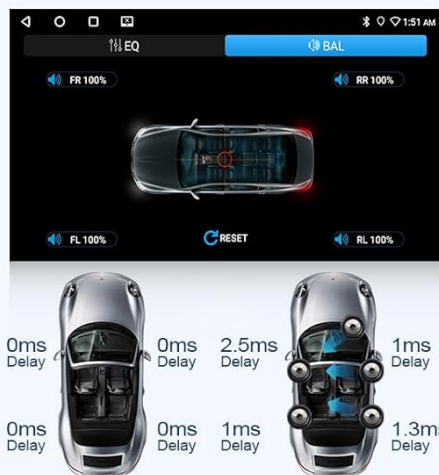 1:51 AM
EQ
BAL
FR 100%
RR 100%
FL 100%
RESET
RL 100%
0ms
Delay
0ms
Delay
2.5ms
Delay
1ms
Delay
0ms
Delay
0ms
Delay
1ms
Delay
1.3ms
Delay